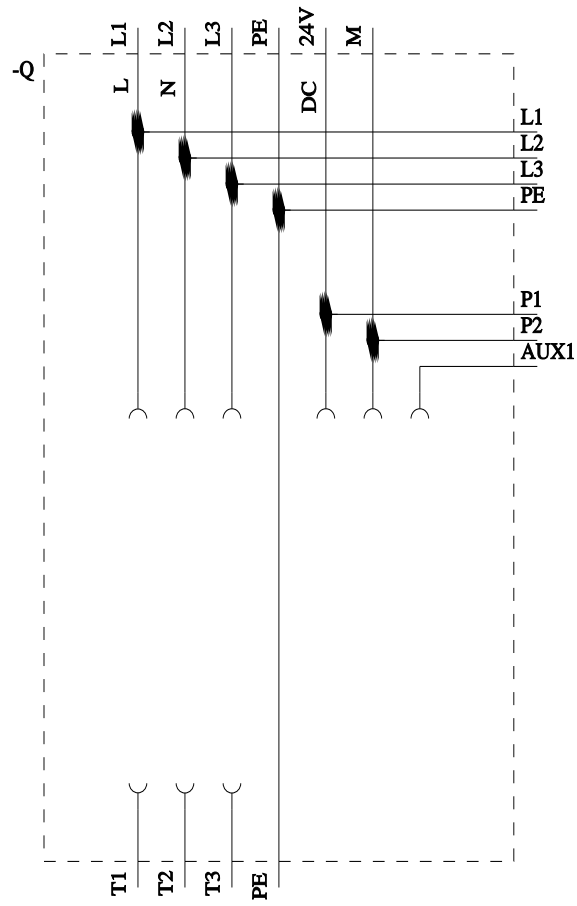 L1 L2 L3 PE 24V M
-Q
L N DC
L1
L2
L3
PE
P1
P2
AUX1
T1 T2 T3 PE